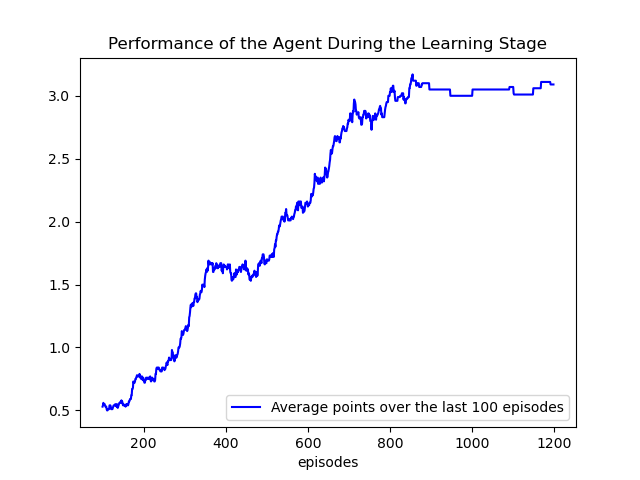 Performance of the Agent During the Learning Stage
3.0
2.5
2.0
1.5
1.0
0.5
Average points over the last 100 episodes
200 400 600 800 1000 1200
episodes